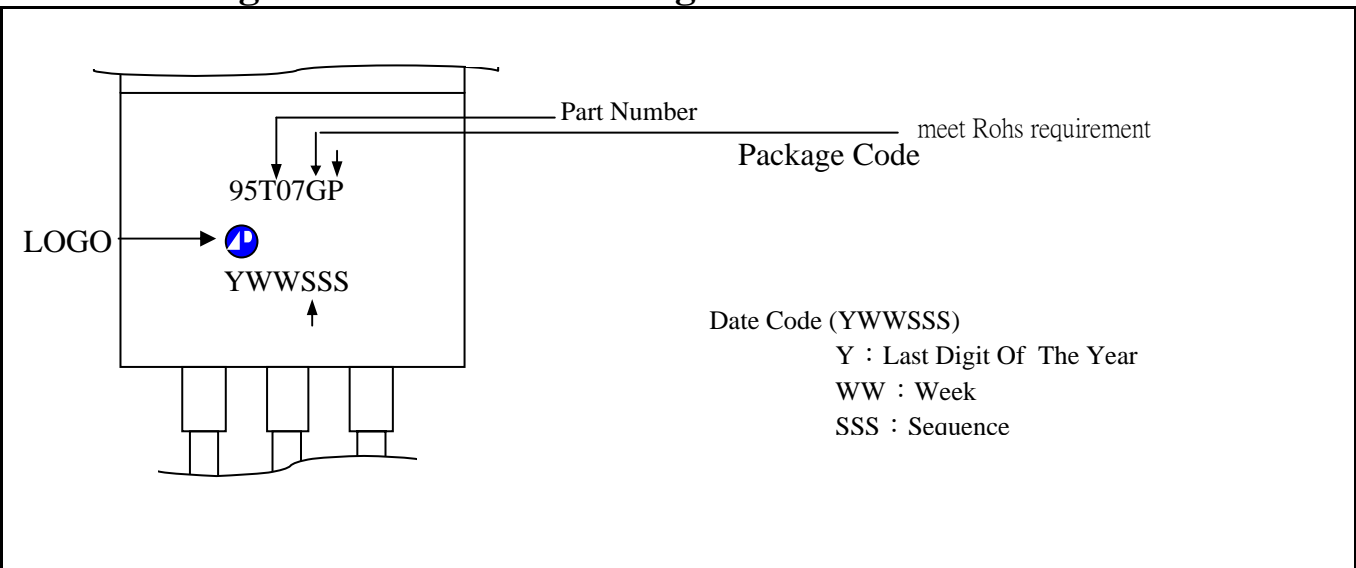 Part Number
meet Rohs requirement
Package Code
95T07GP
LOGO
YWWSSS
Date Code (YWWSSS)
Y：Last Digit Of The Year
WW：Week
SSS：Sequence